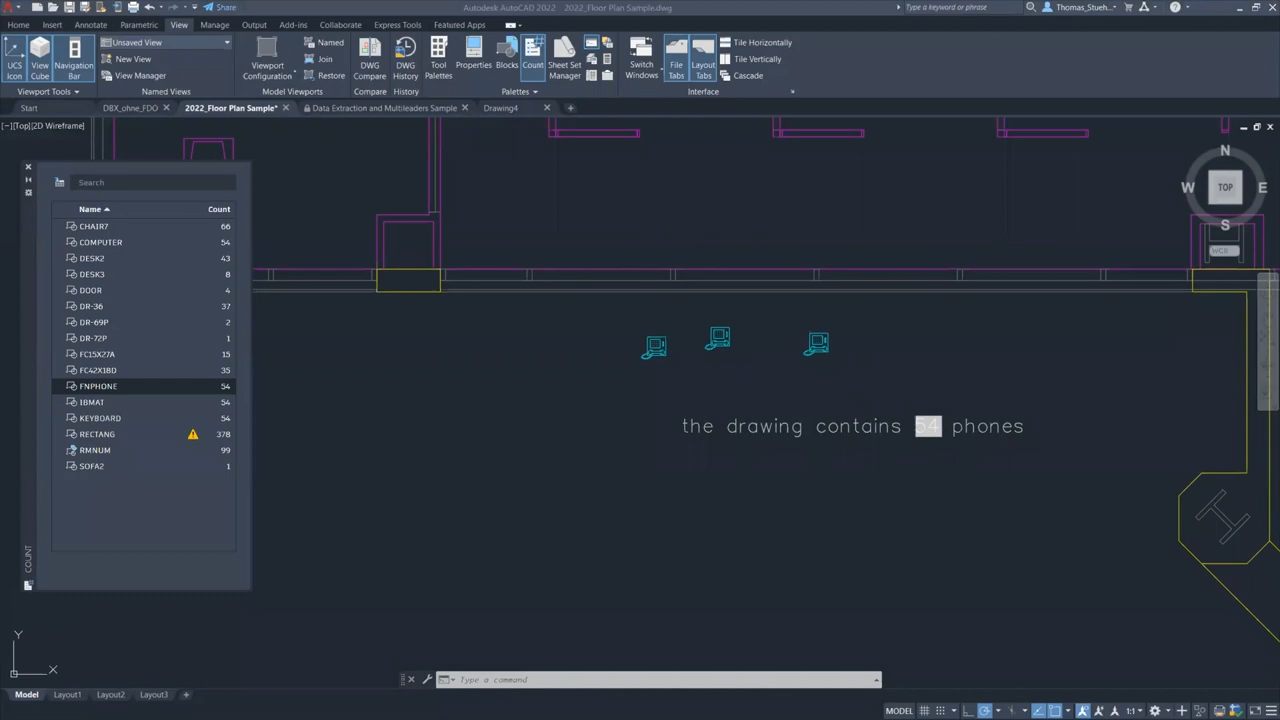 Share
Autodesk AutoCAD 2022   2022_Floor Plan Sample.dwg
Type a keyword or phrase
Thomas_Stueh...
Home Insert Annotate Parametric View Manage Output Add-ins Collaborate Express Tools Featured Apps
UCS Icon
View Cube
Navigation Bar
Viewport Tools
Unsaved View
New View
View Manager
Named Views
Viewport Configuration
Named
Join
Restore
Model Viewports
DWG Compare
Compare
DWG History
History
Tool Palettes
Properties
Blocks
Count
Sheet Set Manager
Palettes
Switch Windows
File Tabs
Layout Tabs
Tile Horizontally
Tile Vertically
Cascade
Interface
Start DBX_ohne_FDO 2022_Floor Plan Sample* Data Extraction and Multileaders Sample Drawing4
[−][Top][2D Wireframe]
N
W TOP E
S
WCS
Search
Name Count
CHAIR7 66
COMPUTER 54
DESK2 43
DESK3 8
DOOR 4
DR-36 37
DR-69P 2
DR-72P 1
FC15X27A 15
FC42X18D 35
FNPHONE 54
IBMAT 54
KEYBOARD 54
RECTANG 378
RMNUM 99
SOFA2 1
COUNT
the drawing contains 54 phones
Y
X
Type a command
Model Layout1 Layout2 Layout3 +
MODEL 1:1